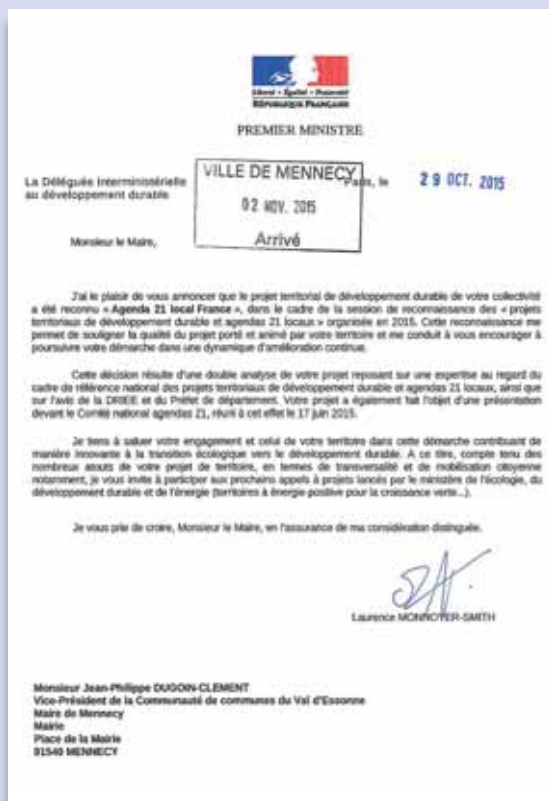 Liberté • Égalité • Fraternité
RÉPUBLIQUE FRANÇAISE
PREMIER MINISTRE
La Déléguée Interministérielle
au développement durable
VILLE DE MENNECY
02 NOV. 2015
Arrivé
Paris, le
29 OCT. 2015
Monsieur le Maire,
J'ai le plaisir de vous annoncer que le projet territorial de développement durable de votre collectivité
a été reconnu « Agenda 21 local France », dans le cadre de la session de reconnaissance des « projets
territoriaux de développement durable et agendas 21 locaux » organisée en 2015. Cette reconnaissance me
permet de souligner la qualité du projet porté et animé par votre territoire et me conduit à vous encourager à
poursuivre votre démarche dans une dynamique d'amélioration continue.
Cette décision résulte d'une double analyse de votre projet reposant sur une expertise au regard du
cadre de référence national des projets territoriaux de développement durable et agendas 21 locaux, ainsi que
sur l'avis de la DRIEE et du Préfet de département. Votre projet a également fait l'objet d'une présentation
devant le Comité national agendas 21, réuni à cet effet le 17 juin 2015.
Je tiens à saluer votre engagement et celui de votre territoire dans cette démarche contribuant de
manière innovante à la transition écologique vers le développement durable. A ce titre, compte tenu des
nombreux atouts de votre projet de territoire, en termes de transversalité et de mobilisation citoyenne
notamment, je vous invite à participer aux prochains appels à projets lancés par le ministère de l'écologie, du
développement durable et de l'énergie (territoires à énergie positive pour la croissance verte...).
Je vous prie de croire, Monsieur le Maire, en l'assurance de ma considération distinguée.
Laurence MONNOYER-SMITH
Monsieur Jean-Philippe DUGOIN-CLEMENT
Vice-Président de la Communauté de communes du Val d'Essonne
Maire de Mennecy
Mairie
Place de la Mairie
91540 MENNECY